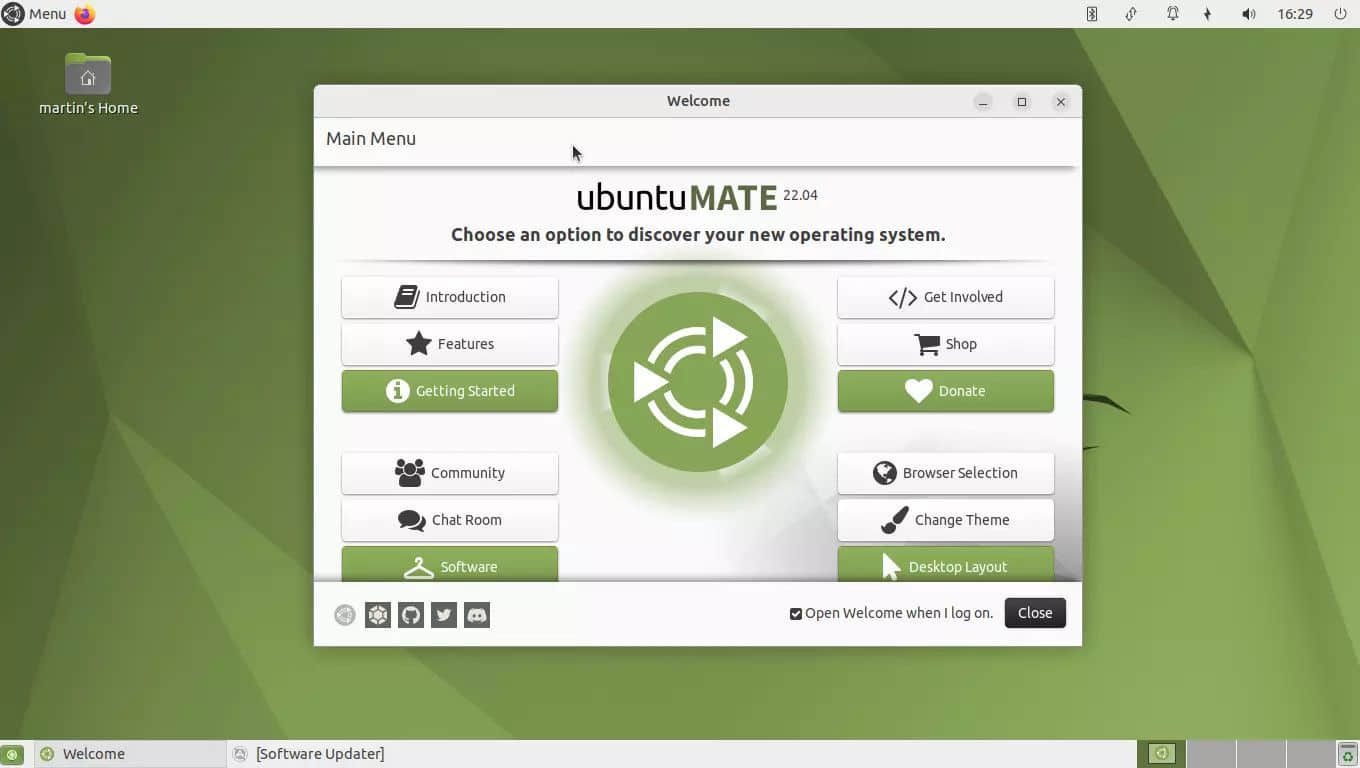 Menu
16:29
martin's Home
Welcome
Main Menu
ubuntu MATE 22.04
Choose an option to discover your new operating system.
Introduction
Features
Getting Started
Community
Chat Room
Software
Get Involved
Shop
Donate
Browser Selection
Change Theme
Desktop Layout
Open Welcome when I log on.
Close
Welcome
[Software Updater]